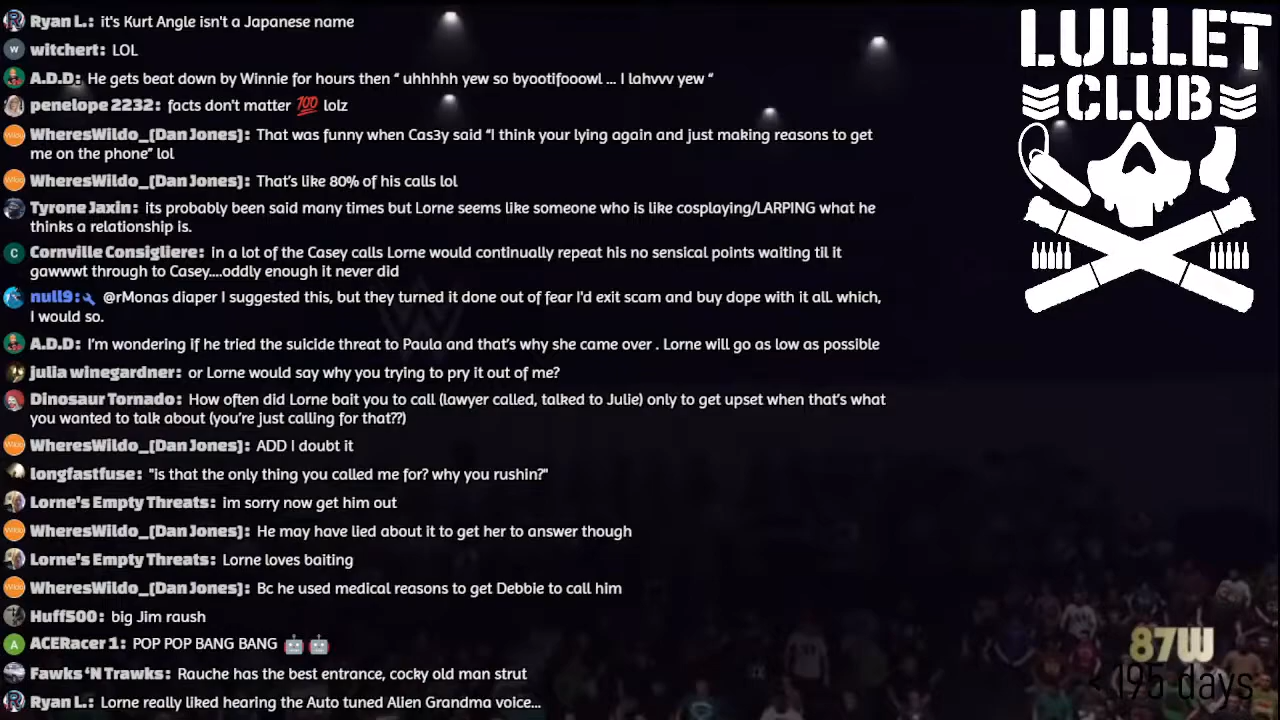 Ryan L.: it's Kurt Angle isn't a Japanese name
witchert: LOL
A.D.D: He gets beat down by Winnie for hours then “ uhhhhh yew so byootifooowl ... I lahvvv yew “
penelope 2232: facts don't matter 💯 lolz
WheresWildo_(Dan Jones): That was funny when Cas3y said “I think your lying again and just making reasons to get
me on the phone” lol
WheresWildo_(Dan Jones): That's like 80% of his calls lol
Tyrone Jaxin: its probably been said many times but Lorne seems like someone who is like cosplaying/LARPING what he
thinks a relationship is.
Cornville Consigliere: in a lot of the Casey calls Lorne would continually repeat his no sensical points waiting til it
gawwwt through to Casey....oddly enough it never did
null9: @rMonas diaper I suggested this, but they turned it done out of fear I'd exit scam and buy dope with it all. which,
I would so.
A.D.D: I'm wondering if he tried the suicide threat to Paula and that's why she came over . Lorne will go as low as possible
julia winegardner: or Lorne would say why you trying to pry it out of me?
Dinosaur Tornado: How often did Lorne bait you to call (lawyer called, talked to Julie) only to get upset when that's what
you wanted to talk about (you're just calling for that??)
WheresWildo_(Dan Jones): ADD I doubt it
longfastfuse: "is that the only thing you called me for? why you rushin?"
Lorne's Empty Threats: im sorry now get him out
WheresWildo_(Dan Jones): He may have lied about it to get her to answer though
Lorne's Empty Threats: Lorne loves baiting
WheresWildo_(Dan Jones): Bc he used medical reasons to get Debbie to call him
Huff500: big Jim raush
ACERacer 1: POP POP BANG BANG 🤖 🤖
Fawks ‘N Trawks: Rauche has the best entrance, cocky old man strut
Ryan L.: Lorne really liked hearing the Auto tuned Alien Grandma voice...
LULLET
CLUB
87W
< 195 days